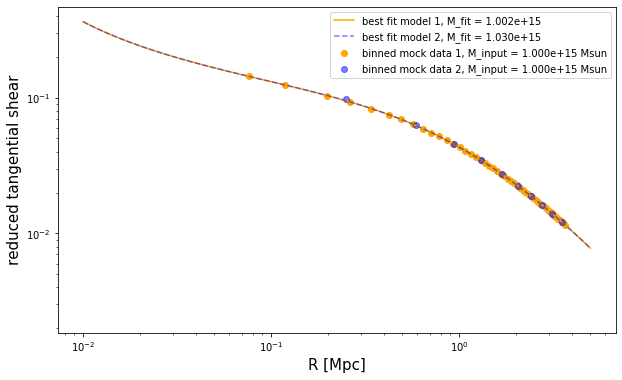 best fit model 1, M_fit = 1.002e+15
best fit model 2, M_fit = 1.030e+15
binned mock data 1, M_input = 1.000e+15 Msun
binned mock data 2, M_input = 1.000e+15 Msun
reduced tangential shear
10⁻¹
10⁻²
10⁻² 10⁻¹ 10⁰
R [Mpc]